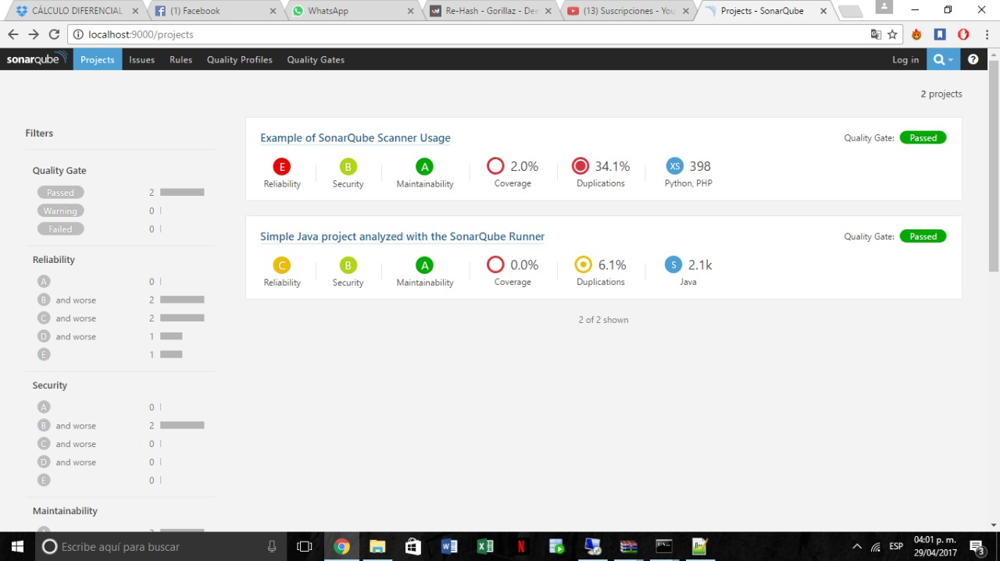 CÁLCULO DIFERENCIAL
(1) Facebook
WhatsApp
Re-Hash - Gorillaz - Dee
(13) Suscripciones - You
Projects - SonarQube
localhost:9000/projects
sonarqube
Projects
Issues
Rules
Quality Profiles
Quality Gates
Log in
?
2 projects
Filters
Quality Gate
Passed 2
Warning 0
Failed 0
Reliability
A 0
B and worse 2
C and worse 2
D and worse 1
E 1
Security
A 0
B and worse 2
C and worse 0
D and worse 0
E 0
Maintainability
Example of SonarQube Scanner Usage
Quality Gate: Passed
E B A 2.0% 34.1% XS 398
Reliability Security Maintainability Coverage Duplications Python, PHP
Simple Java project analyzed with the SonarQube Runner
Quality Gate: Passed
C B A 0.0% 6.1% S 2.1k
Reliability Security Maintainability Coverage Duplications Java
2 of 2 shown
Escribe aquí para buscar
ESP
04:01 p. m.
29/04/2017
3